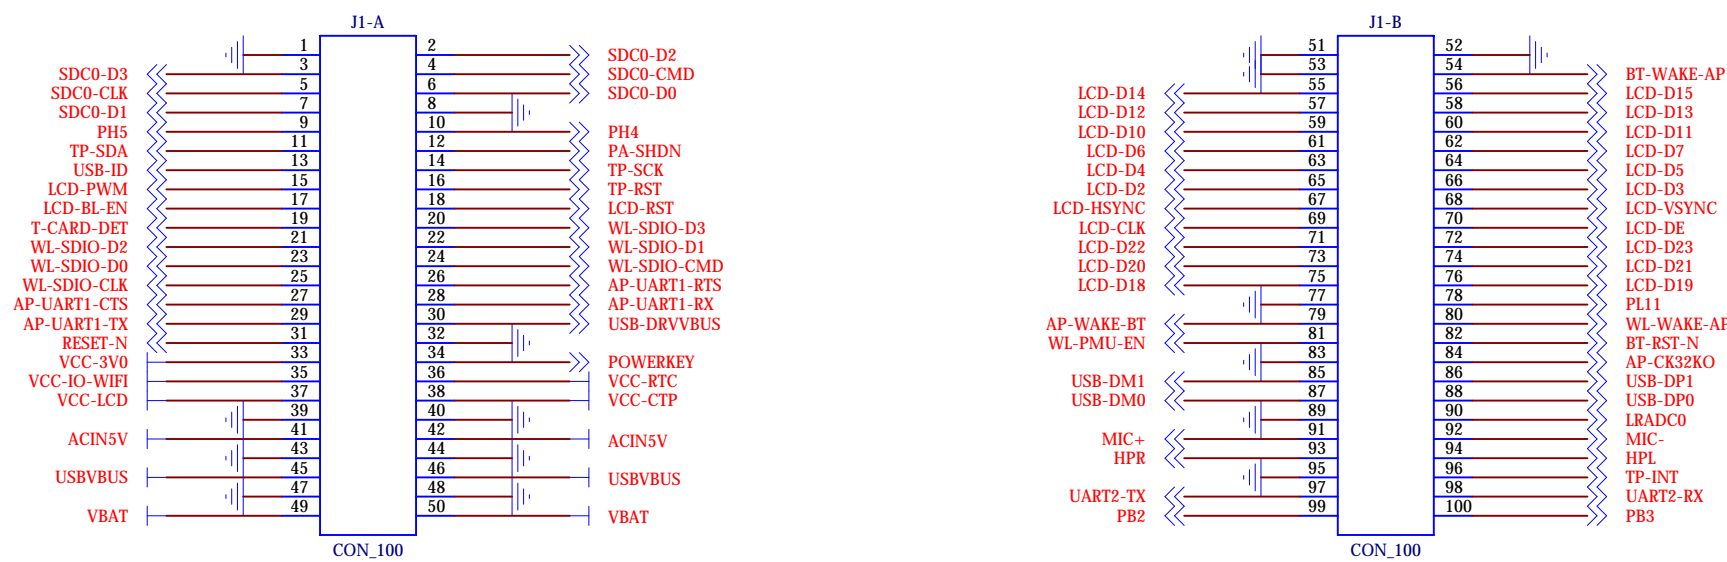 J1-A
1 2 SDC0-D2
SDC0-D3 3 4 SDC0-CMD
SDC0-CLK 5 6 SDC0-D0
SDC0-D1 7 8
PH5 9 10 PH4
TP-SDA 11 12 PA-SHDN
USB-ID 13 14 TP-SCK
LCD-PWM 15 16 TP-RST
LCD-BL-EN 17 18 LCD-RST
T-CARD-DET 19 20 WL-SDIO-D3
WL-SDIO-D2 21 22 WL-SDIO-D1
WL-SDIO-D0 23 24 WL-SDIO-CMD
WL-SDIO-CLK 25 26 AP-UART1-RTS
AP-UART1-CTS 27 28 AP-UART1-RX
AP-UART1-TX 29 30 USB-DRVVBUS
RESET-N 31 32
VCC-3V0 33 34 POWERKEY
VCC-IO-WIFI 35 36 VCC-RTC
VCC-LCD 37 38 VCC-CTP
39 40
ACIN5V 41 42 ACIN5V
43 44
USBVBUS 45 46 USBVBUS
47 48
VBAT 49 50 VBAT
CON_100
J1-B
51 52
53 54 BT-WAKE-AP
LCD-D14 55 56 LCD-D15
LCD-D12 57 58 LCD-D13
LCD-D10 59 60 LCD-D11
LCD-D6 61 62 LCD-D7
LCD-D4 63 64 LCD-D5
LCD-D2 65 66 LCD-D3
LCD-HSYNC 67 68 LCD-VSYNC
LCD-CLK 69 70 LCD-DE
LCD-D22 71 72 LCD-D23
LCD-D20 73 74 LCD-D21
LCD-D18 75 76 LCD-D19
77 78 PL11
AP-WAKE-BT 79 80 WL-WAKE-AP
WL-PMU-EN 81 82 BT-RST-N
83 84 AP-CK32KO
USB-DM1 85 86 USB-DP1
USB-DM0 87 88 USB-DP0
89 90 LRADC0
MIC+ 91 92 MIC-
HPR 93 94 HPL
95 96 TP-INT
UART2-TX 97 98 UART2-RX
PB2 99 100 PB3
CON_100